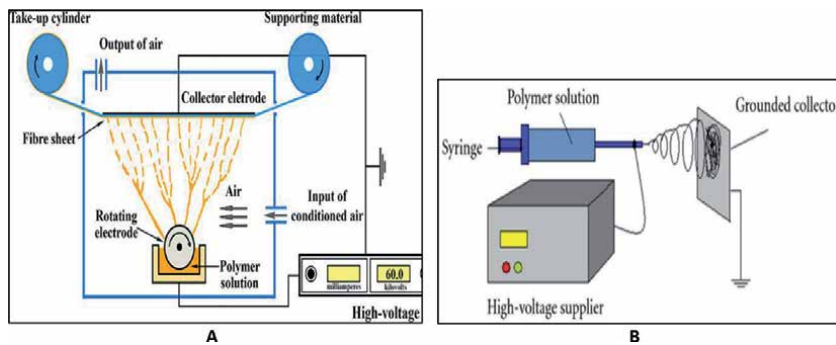 Take-up cylinder
Supporting material
Output of air
Collector eletrode
Fibre sheet
Air
Input of
conditioned air
Rotating
electrode
Polymer
solution
milliamperes
60.0
kilovolts
High-voltage
A
Polymer solution
Grounded collector
Syringe
High-voltage supplier
B